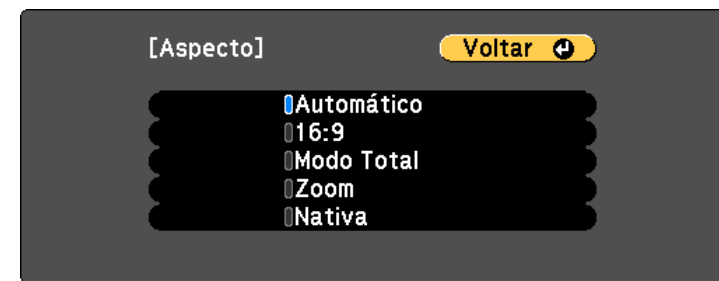 [Aspecto] Voltar
Automático
16:9
Modo Total
Zoom
Nativa